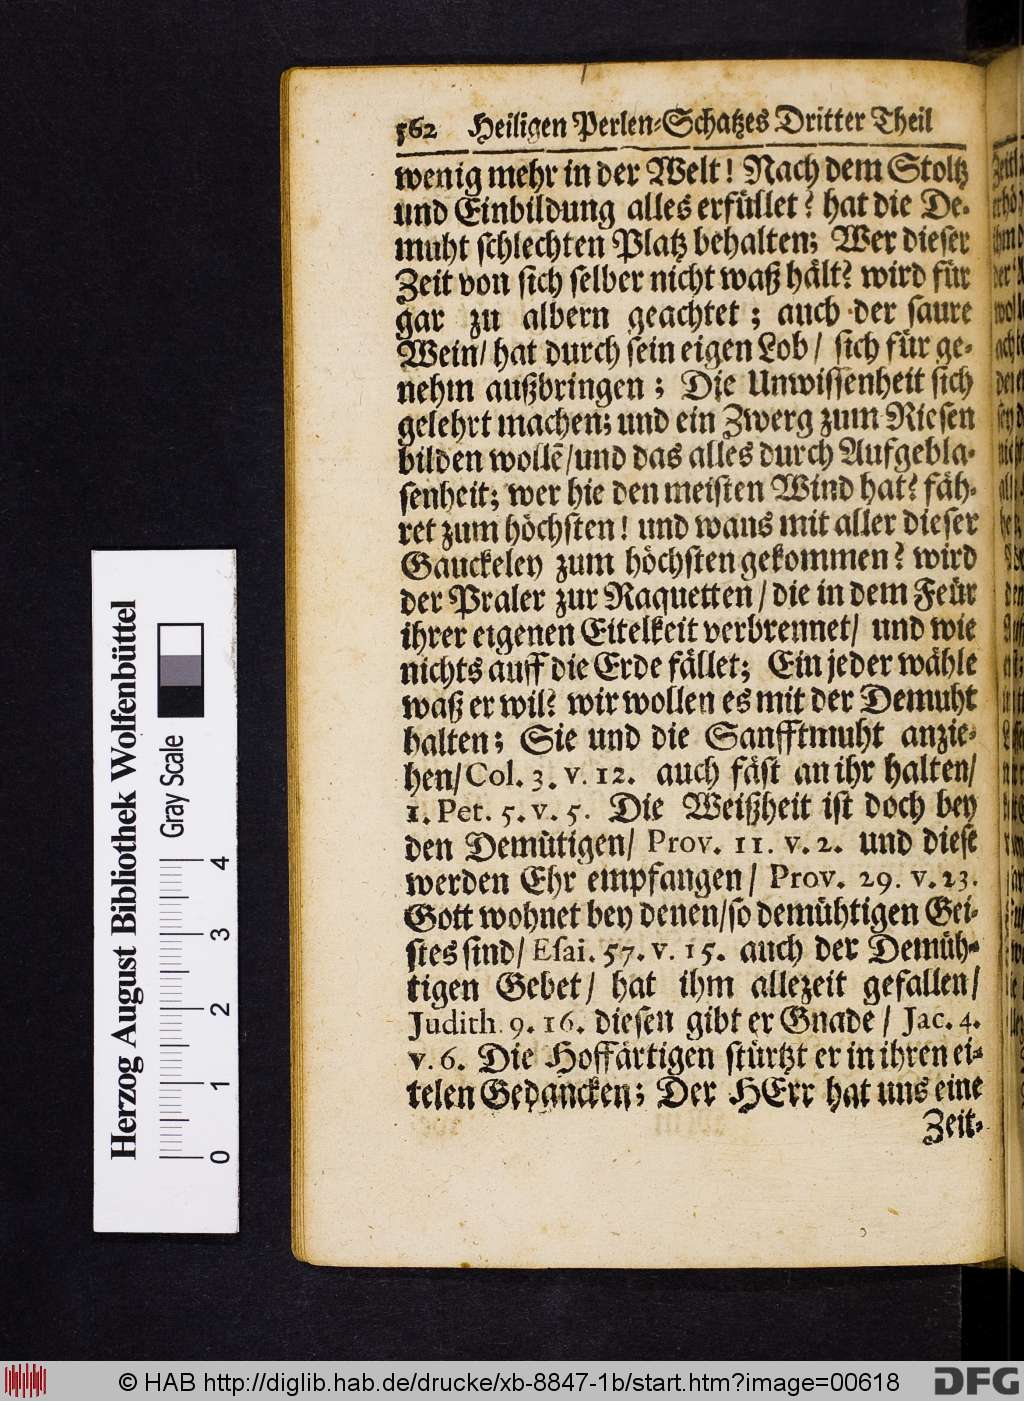 562 Heiligen Perlen-Schatzes Dritter Theil
wenig mehr in der Welt! Nach dem Stoltz
und Einbildung alles erfüllet? hat die De-
muht schlechten Platz behalten; Wer dieser
Zeit von sich selber nicht waß hält? wird für
gar zu albern geachtet; auch der saure
Wein/ hat durch sein eigen Lob/ sich für ge-
nehm außbringen; Die Unwissenheit sich
gelehrt machen; und ein Zwerg zum Riesen
bilden wollē/und das alles durch Aufgebla-
senheit; wer hie den meisten Wind hat? fäh-
ret zum höchsten! und wans mit aller dieser
Gauckeley zum höchsten gekommen? wird
der Praler zur Raquetten/ die in dem Feür
ihrer eigenen Eitelkeit verbrennet/ und wie
nichts auff die Erde fället; Ein jeder wähle
waß er wil? wir wollen es mit der Demuht
halten; Sie und die Sanfftmuht anzie-
hen/Col. 3. v. 12. auch fäst an ihr halten/
1. Pet. 5. v. 5. Die Weißheit ist doch bey
den Demütigen/ Prov. 11. v. 2. und diese
werden Ehr empfangen/ Prov. 29. v. 23.
Gott wohnet bey denen/so demühtigen Gei-
stes sind/ Esai. 57. v. 15. auch der Demüh-
tigen Gebet/ hat ihm allezeit gefallen/
Judith. 9. 16. diesen gibt er Gnade/ Jac. 4.
v. 6. Die Hoffärtigen stürtzt er in ihren ei-
telen Gedancken; Der HErr hat uns eine
Zeit-
Herzog August Bibliothek Wolfenbüttel
Gray Scale
0 1 2 3 4
© HAB http://diglib.hab.de/drucke/xb-8847-1b/start.htm?image=00618
DFG